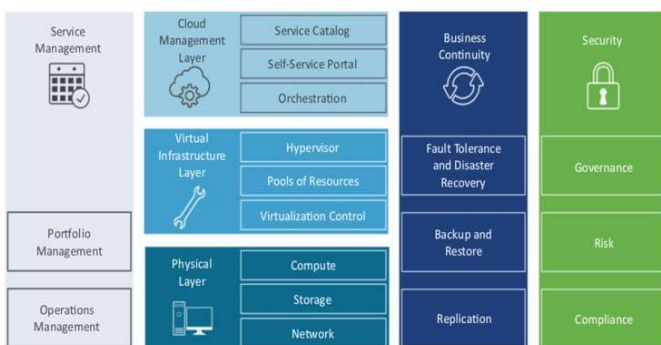 Service
Management
Portfolio
Management
Operations
Management
Cloud
Management
Layer
Service Catalog
Self-Service Portal
Orchestration
Virtual
Infrastructure
Layer
Hypervisor
Pools of Resources
Virtualization Control
Physical
Layer
Compute
Storage
Network
Business
Continuity
Fault Tolerance
and Disaster
Recovery
Backup and
Restore
Replication
Security
Governance
Risk
Compliance